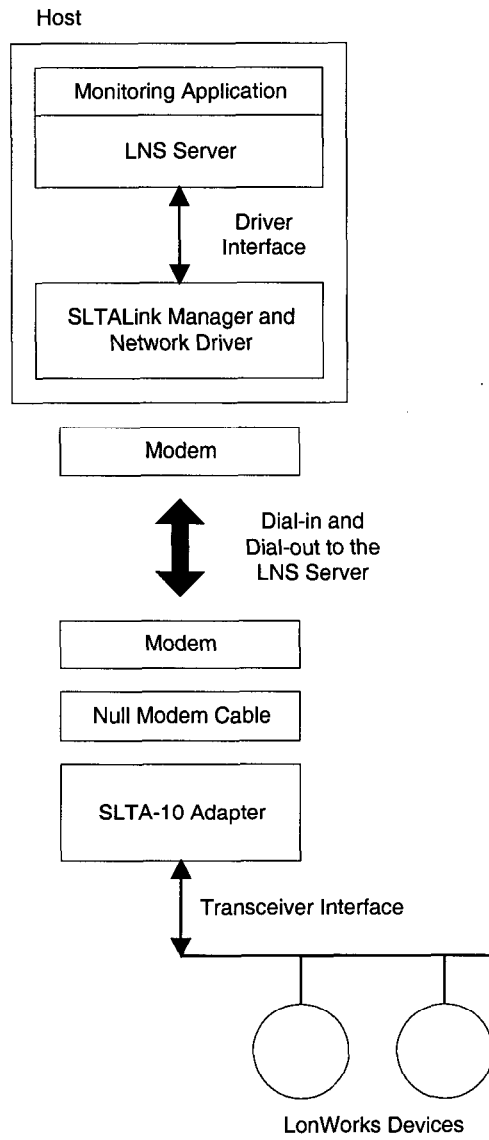 Host
Monitoring Application
LNS Server
Driver
Interface
SLTALink Manager and
Network Driver
Modem
Dial-in and
Dial-out to the
LNS Server
Modem
Null Modem Cable
SLTA-10 Adapter
Transceiver Interface
LonWorks Devices